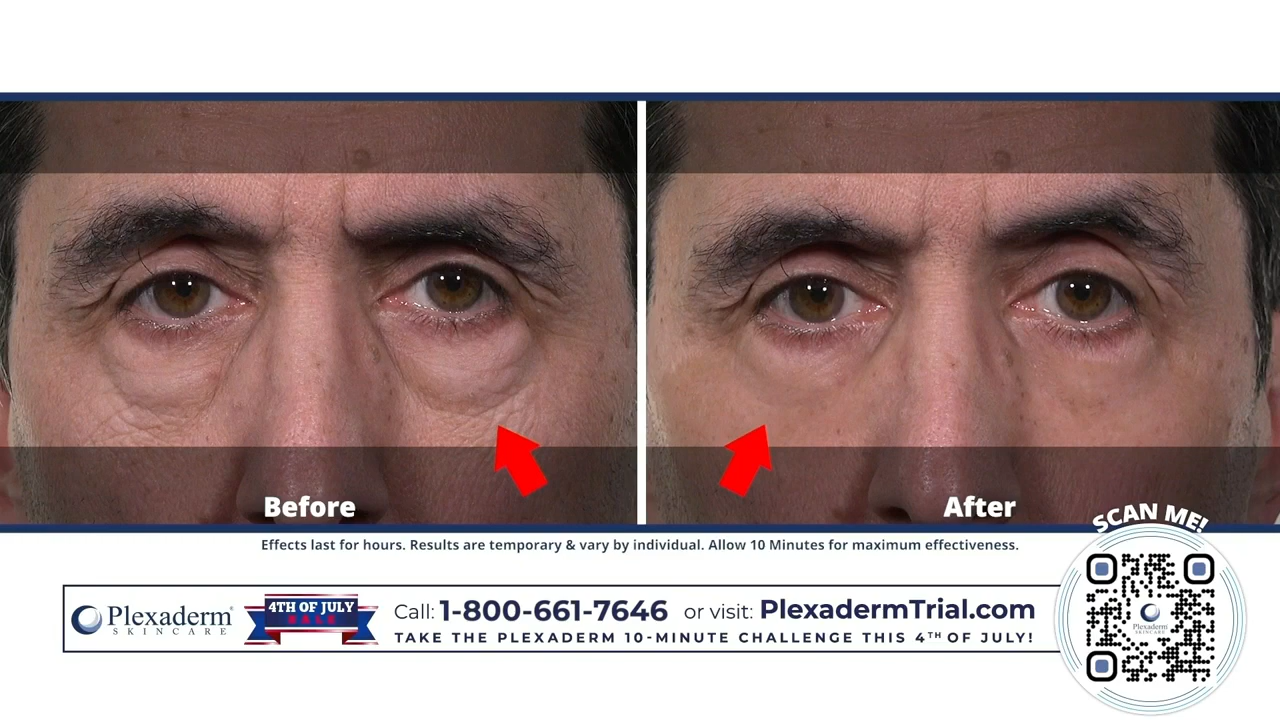 Before
After
SCAN ME!
Effects last for hours. Results are temporary & vary by individual. Allow 10 Minutes for maximum effectiveness.
Plexaderm®
SKINCARE
4TH OF JULY
SALE
Call: 1-800-661-7646 or visit: PlexadermTrial.com
TAKE THE PLEXADERM 10-MINUTE CHALLENGE THIS 4TH OF JULY!
Plexaderm
SKINCARE